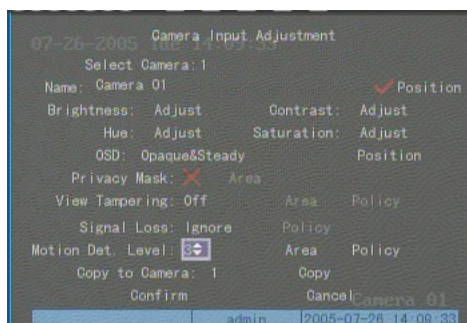 Camera Input Adjustment
07-26-2005 Tue 14:09:33
Select Camera: 1
Name: Camera 01 Position
Brightness: Adjust Contrast: Adjust
Hue: Adjust Saturation: Adjust
OSD: Opaque&Steady Position
Privacy Mask: Area
View Tampering: Off Area Policy
Signal Loss: Ignore Policy
Motion Det. Level: 3 Area Policy
Copy to Camera: 1 Copy
Confirm Cancel
Camera 01
admin 2005-07-26 14:09:33